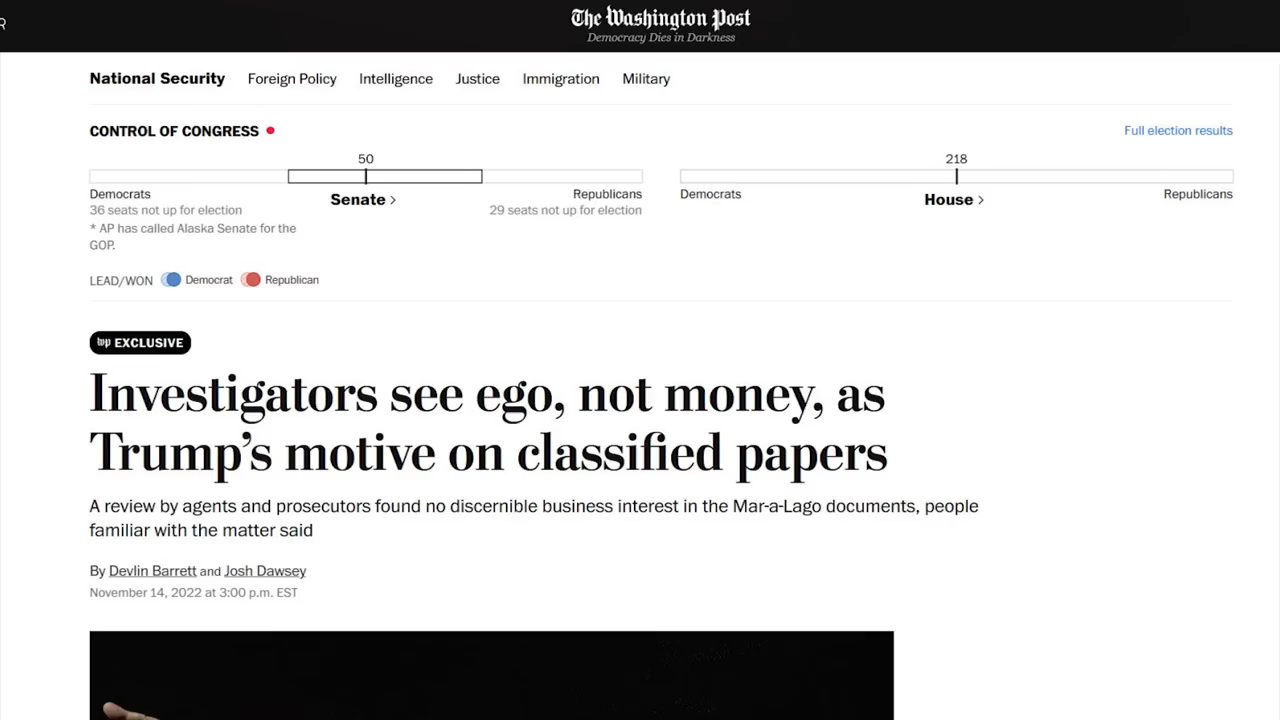 R
The Washington Post
Democracy Dies in Darkness
National Security Foreign Policy Intelligence Justice Immigration Military
CONTROL OF CONGRESS Full election results
50 218
Democrats Republicans Democrats Republicans
Senate > House >
36 seats not up for election 29 seats not up for election
* AP has called Alaska Senate for the
GOP.
LEAD/WON Democrat Republican
wp EXCLUSIVE
Investigators see ego, not money, as
Trump’s motive on classified papers
A review by agents and prosecutors found no discernible business interest in the Mar-a-Lago documents, people
familiar with the matter said
By Devlin Barrett and Josh Dawsey
November 14, 2022 at 3:00 p.m. EST